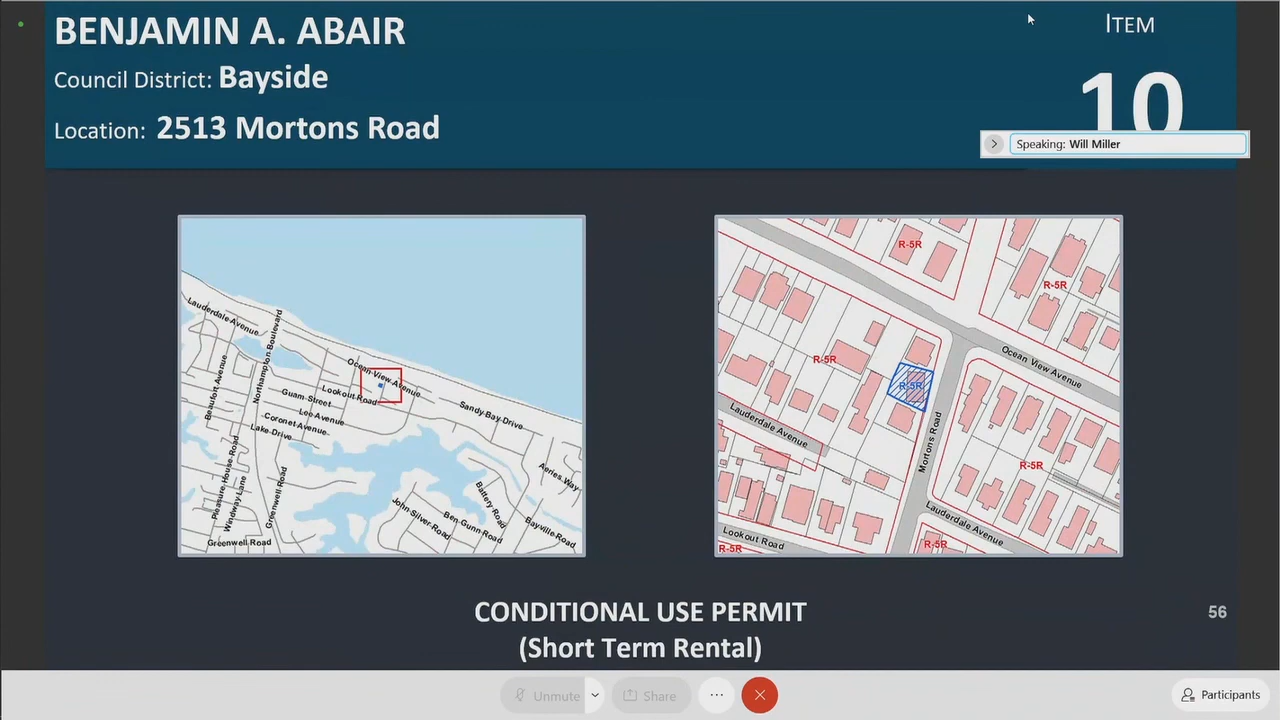 BENJAMIN A. ABAIR
Council District: Bayside
Location: 2513 Mortons Road
ITEM
10
Speaking: Will Miller
Lauderdale Avenue
Northampton Boulevard
Beaufort Avenue
Ocean View Avenue
Lookout Road
Guam Street
Lee Avenue
Coronet Avenue
Lake Drive
Sandy Bay Drive
Pleasure House Road
Windway Lane
Greenwell Road
Greenwell Road
John Silver Road
Ben Gunn Road
Battery Road
Aeries Way
Bayville Road
R-5R
R-5R
R-5R
R-5R
Ocean View Avenue
Lauderdale Avenue
Mortons Road
R-5R
Lauderdale Avenue
Lookout Road
R-5R
R-5R
CONDITIONAL USE PERMIT
(Short Term Rental)
56
Unmute
Share
Participants